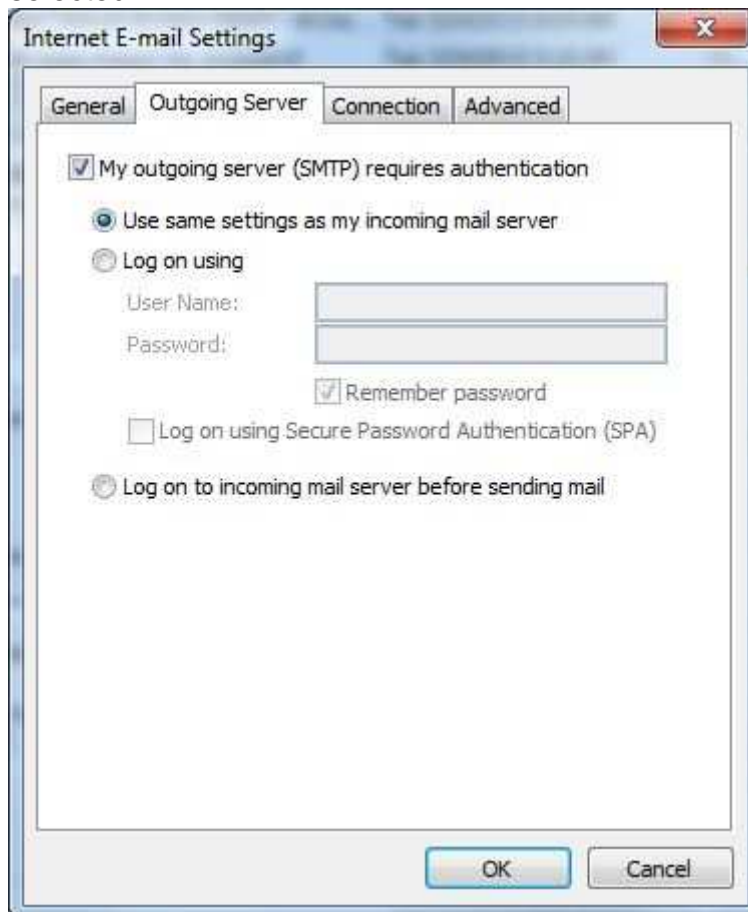 Internet E-mail Settings
General Outgoing Server Connection Advanced
My outgoing server (SMTP) requires authentication
Use same settings as my incoming mail server
Log on using
User Name:
Password:
Remember password
Log on using Secure Password Authentication (SPA)
Log on to incoming mail server before sending mail
OK Cancel